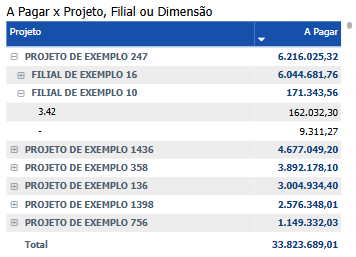 A Pagar x Projeto, Filial ou Dimensão
Projeto A Pagar
PROJETO DE EXEMPLO 247 6.216.025,32
FILIAL DE EXEMPLO 16 6.044.681,76
FILIAL DE EXEMPLO 10 171.343,56
3.42 162.032,30
- 9.311,27
PROJETO DE EXEMPLO 1436 4.677.049,20
PROJETO DE EXEMPLO 358 3.892.178,10
PROJETO DE EXEMPLO 136 3.004.934,40
PROJETO DE EXEMPLO 1398 2.576.348,01
PROJETO DE EXEMPLO 756 1.149.332,03
Total 33.823.689,01